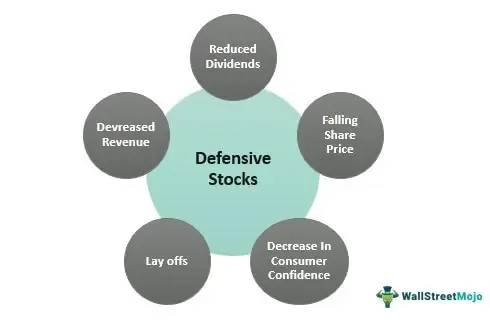 Reduced
Dividends
Devreased
Revenue
Falling
Share
Price
Defensive
Stocks
Lay offs
Decrease In
Consumer
Confidence
WallStreetMojo